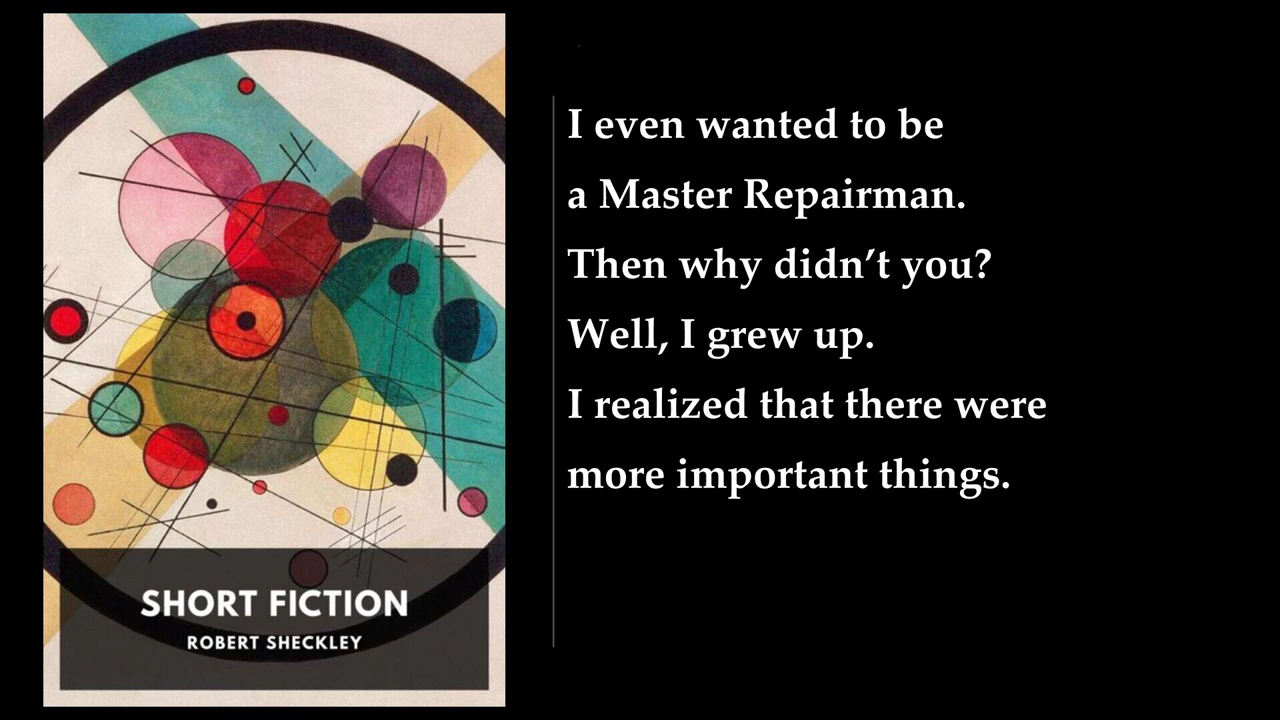 I even wanted to be
a Master Repairman.
Then why didn’t you?
Well, I grew up.
I realized that there were
more important things.
SHORT FICTION
ROBERT SHECKLEY